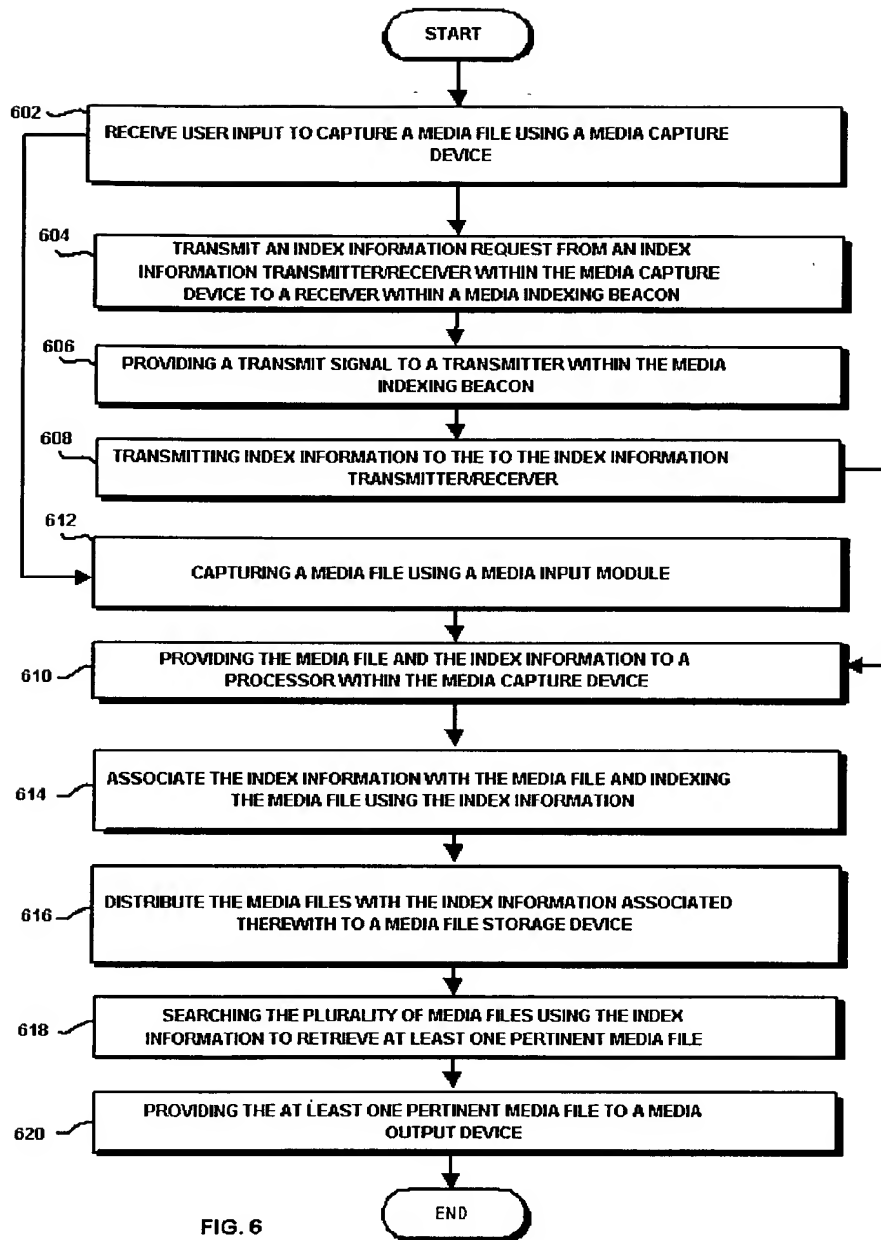 START
602
RECEIVE USER INPUT TO CAPTURE A MEDIA FILE USING A MEDIA CAPTURE
DEVICE
604
TRANSMIT AN INDEX INFORMATION REQUEST FROM AN INDEX
INFORMATION TRANSMITTER/RECEIVER WITHIN THE MEDIA CAPTURE
DEVICE TO A RECEIVER WITHIN A MEDIA INDEXING BEACON
606
PROVIDING A TRANSMIT SIGNAL TO A TRANSMITTER WITHIN THE MEDIA
INDEXING BEACON
608
TRANSMITTING INDEX INFORMATION TO THE TO THE INDEX INFORMATION
TRANSMITTER/RECEIVER
612
CAPTURING A MEDIA FILE USING A MEDIA INPUT MODULE
610
PROVIDING THE MEDIA FILE AND THE INDEX INFORMATION TO A
PROCESSOR WITHIN THE MEDIA CAPTURE DEVICE
614
ASSOCIATE THE INDEX INFORMATION WITH THE MEDIA FILE AND INDEXING
THE MEDIA FILE USING THE INDEX INFORMATION
616
DISTRIBUTE THE MEDIA FILES WITH THE INDEX INFORMATION ASSOCIATED
THEREWITH TO A MEDIA FILE STORAGE DEVICE
618
SEARCHING THE PLURALITY OF MEDIA FILES USING THE INDEX
INFORMATION TO RETRIEVE AT LEAST ONE PERTINENT MEDIA FILE
620
PROVIDING THE AT LEAST ONE PERTINENT MEDIA FILE TO A MEDIA
OUTPUT DEVICE
END
FIG. 6